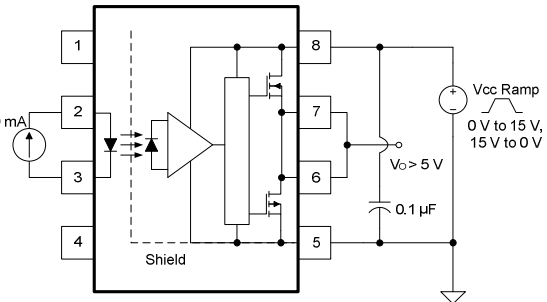 1
8
2
7
mA
3
6
4
5
Shield
Vo > 5 V
0.1 µF
+
−
Vcc Ramp
0 V to 15 V,
15 V to 0 V